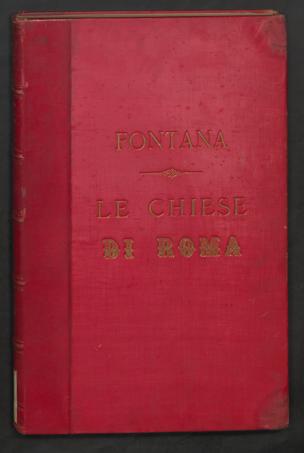 FONTANA
LE CHIESE
DI ROMA